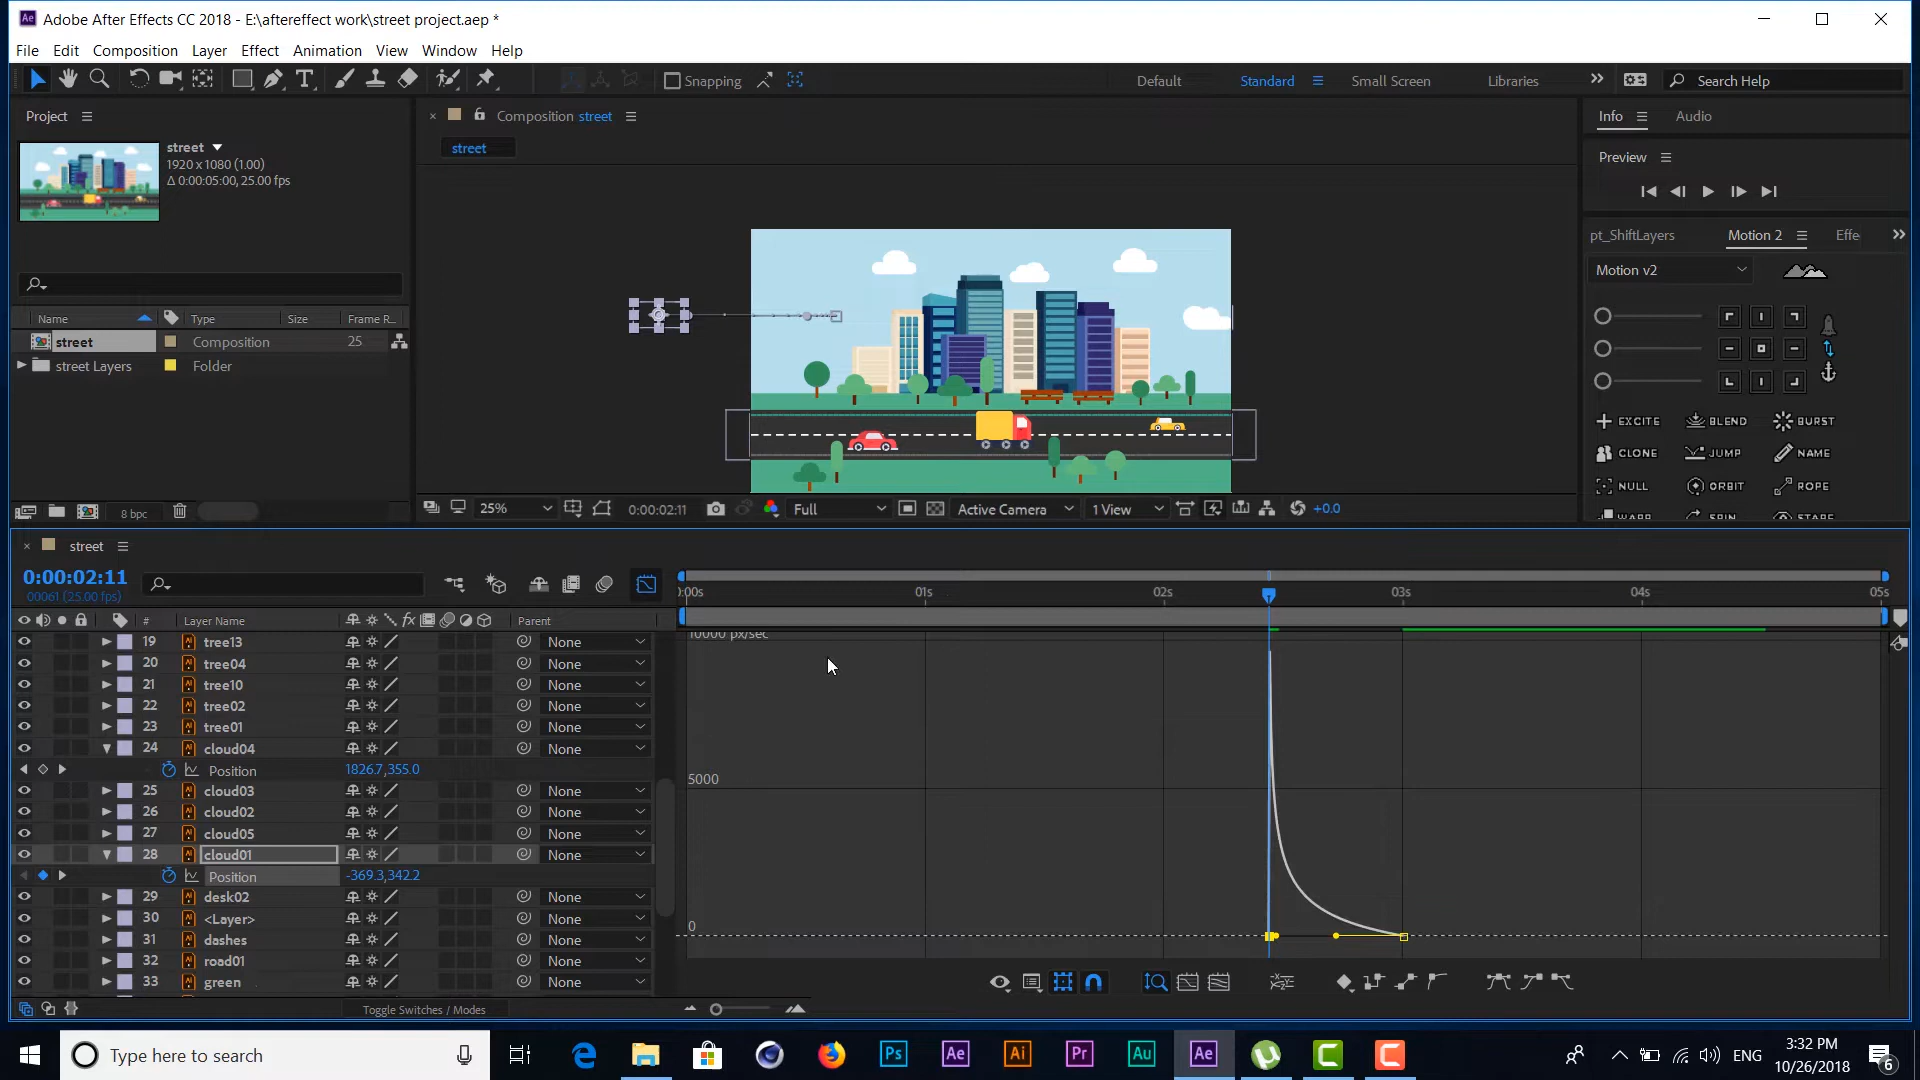 Adobe After Effects CC 2018 - E:\aftereffect work\street project.aep *
File Edit Composition Layer Effect Animation View Window Help
Snapping Default Standard Small Screen Libraries Search Help
Project
Composition street
Info Audio
street
1920 x 1080 (1.00)
Δ 0:00:05:00, 25.00 fps
street
Preview
pt_ShiftLayers Motion 2 Effe
Motion v2
Name Type Size Frame R...
street Composition 25
street Layers Folder
EXCITE BLEND BURST
CLONE JUMP NAME
NULL ORBIT ROPE
WARP SPIN STARE
8 bpc
25% 0:00:02:11 Full Active Camera 1 View +0.0
street
0:00:02:11
00061 (25.00 fps)
:00s 01s 02s 03s 04s 05s
# Layer Name Parent
10000 px/sec
5000
0
19 tree13 None
20 tree04 None
21 tree10 None
22 tree02 None
23 tree01 None
24 cloud04 None
Position 1826.7,355.0
25 cloud03 None
26 cloud02 None
27 cloud05 None
28 cloud01 None
Position -369.3,342.2
29 desk02 None
30 <Layer> None
31 dashes None
32 road01 None
33 green None
Toggle Switches / Modes
Type here to search
Ps Ae Ai Pr Au Ae
ENG
3:32 PM
10/26/2018
6